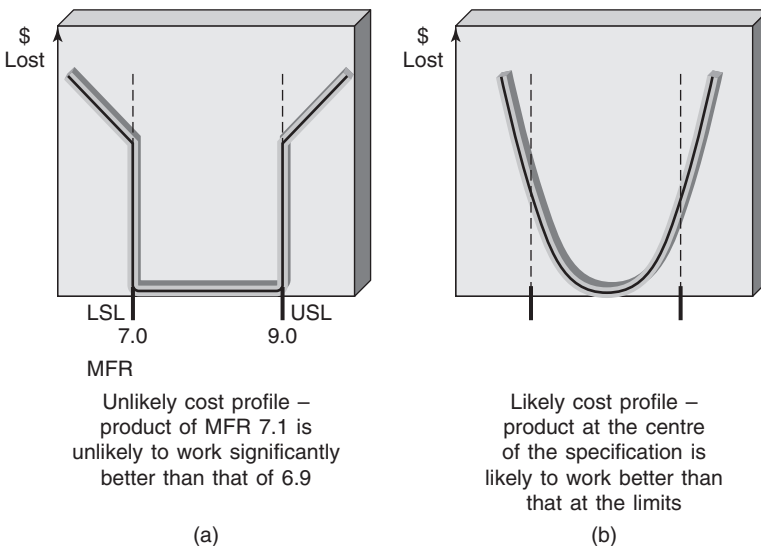 $
Lost
LSL
USL
7.0
9.0
MFR
Unlikely cost profile –
product of MFR 7.1 is
unlikely to work significantly
better than that of 6.9
(a)
$
Lost
Likely cost profile –
product at the centre
of the specification is
likely to work better than
that at the limits
(b)